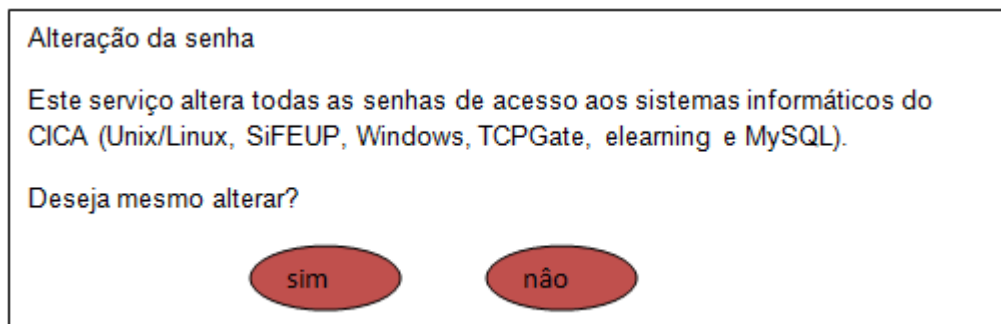 Alteração da senha
Este serviço altera todas as senhas de acesso aos sistemas informáticos do
CICA (Unix/Linux, SiFEUP, Windows, TCPGate, elearning e MySQL).
Deseja mesmo alterar?
sim nâo